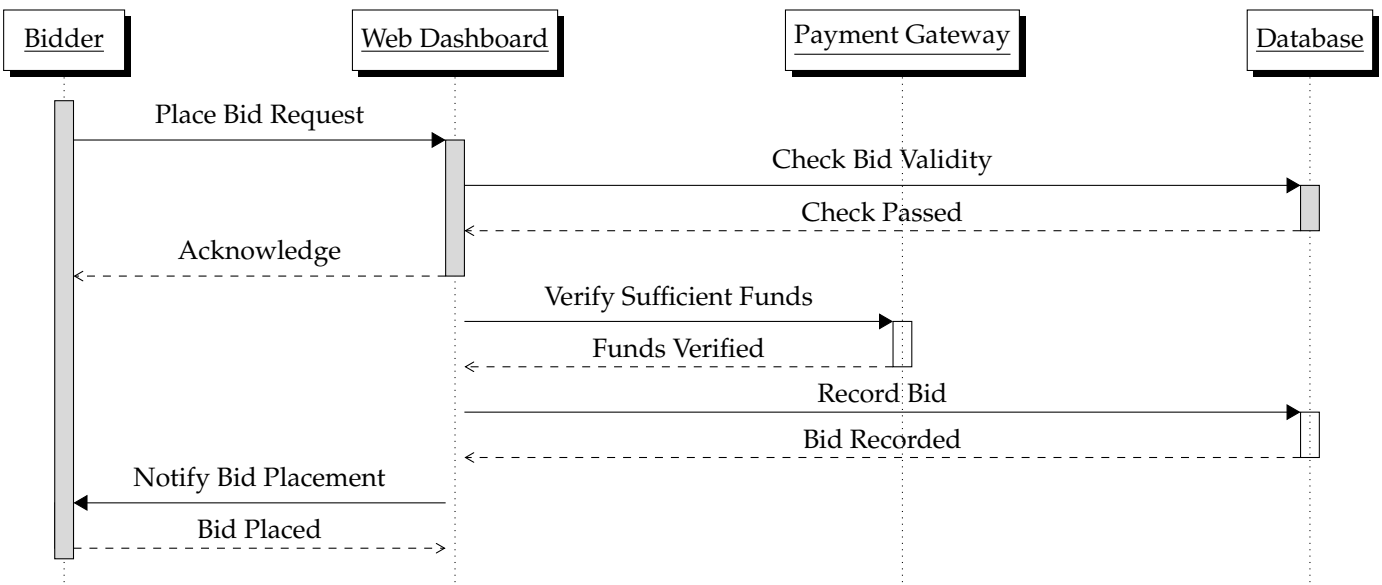 Bidder
Web Dashboard
Payment Gateway
Database
Place Bid Request
Check Bid Validity
Check Passed
Acknowledge
Verify Sufficient Funds
Funds Verified
Record Bid
Bid Recorded
Notify Bid Placement
Bid Placed